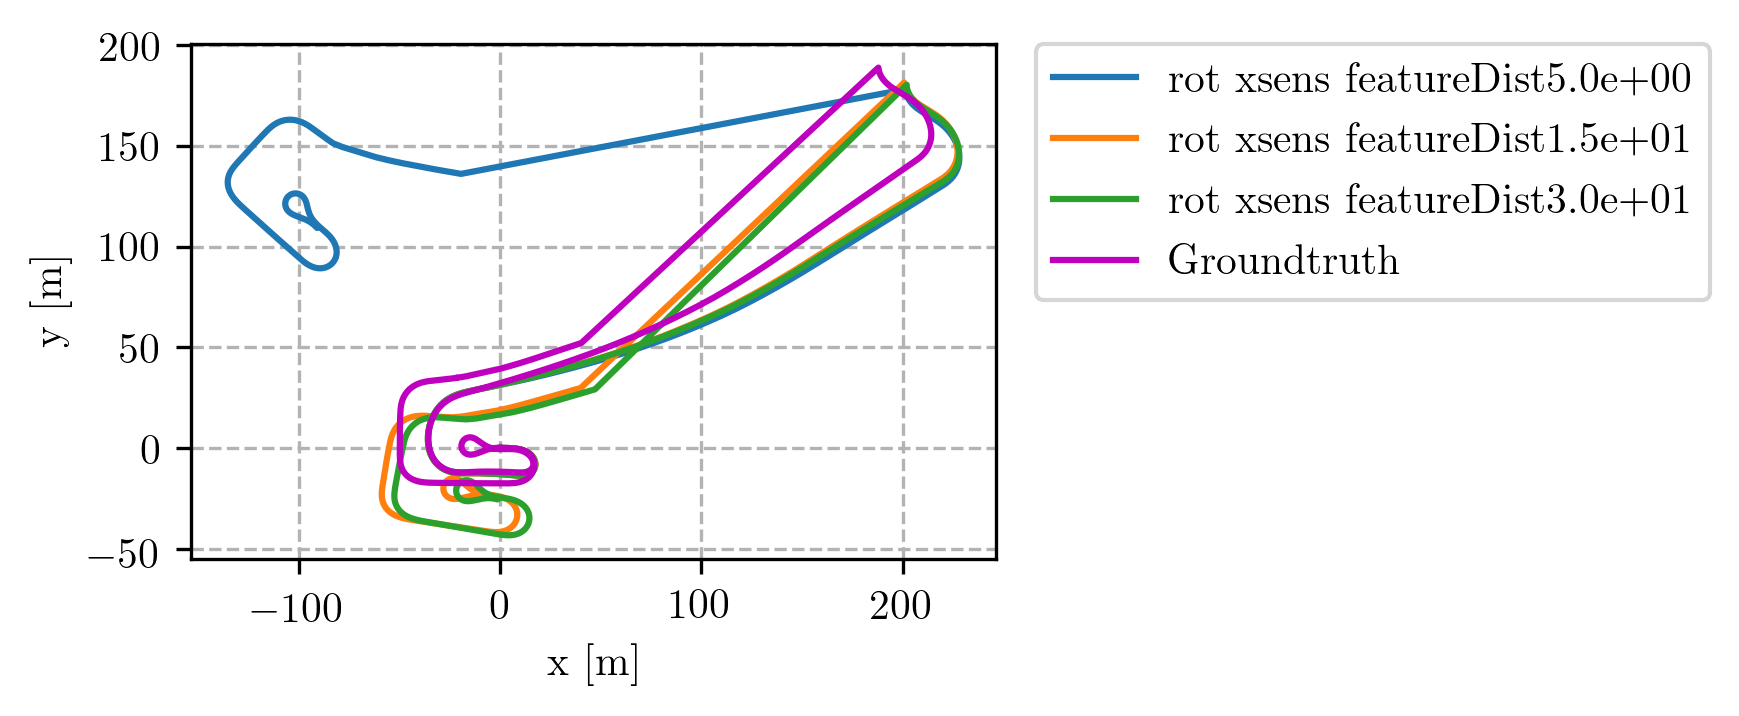 200
150
100
50
0
−50
y [m]
−100
0
100
200
x [m]
rot xsens featureDist5.0e+00
rot xsens featureDist1.5e+01
rot xsens featureDist3.0e+01
Groundtruth